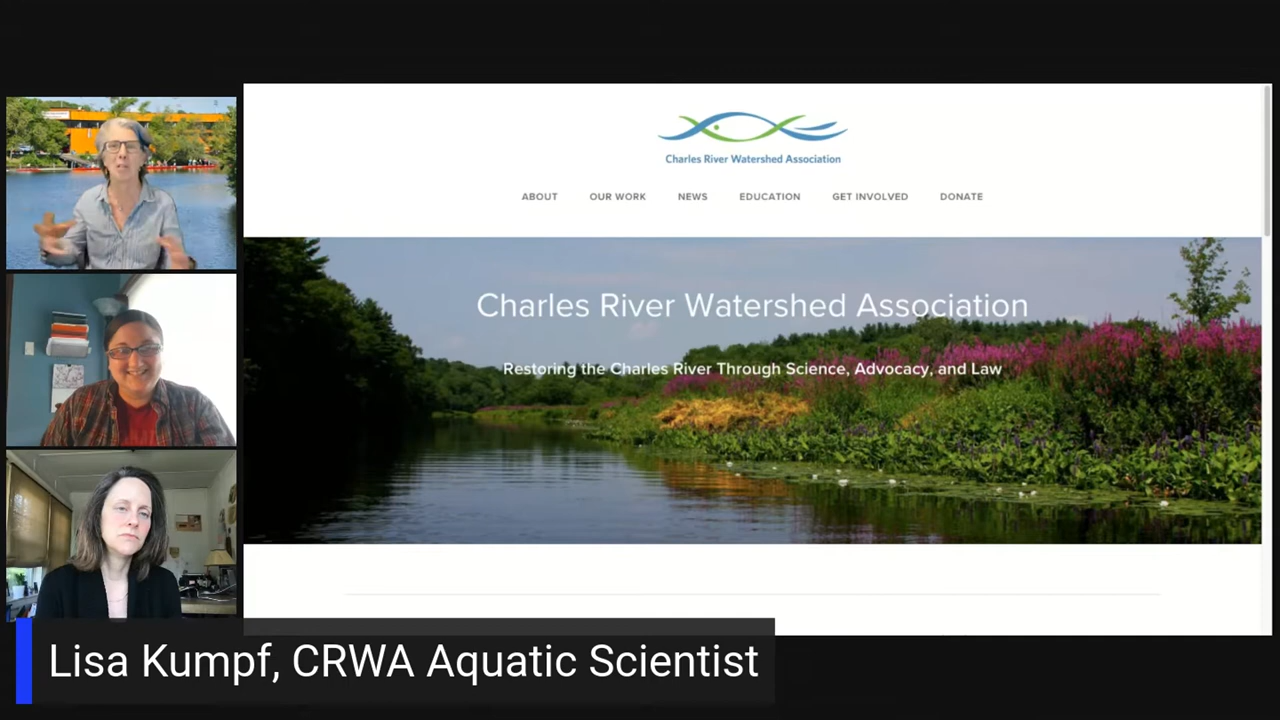 Charles River Watershed Association
ABOUT OUR WORK NEWS EDUCATION GET INVOLVED DONATE
Charles River Watershed Association
Restoring the Charles River Through Science, Advocacy, and Law
Lisa Kumpf, CRWA Aquatic Scientist